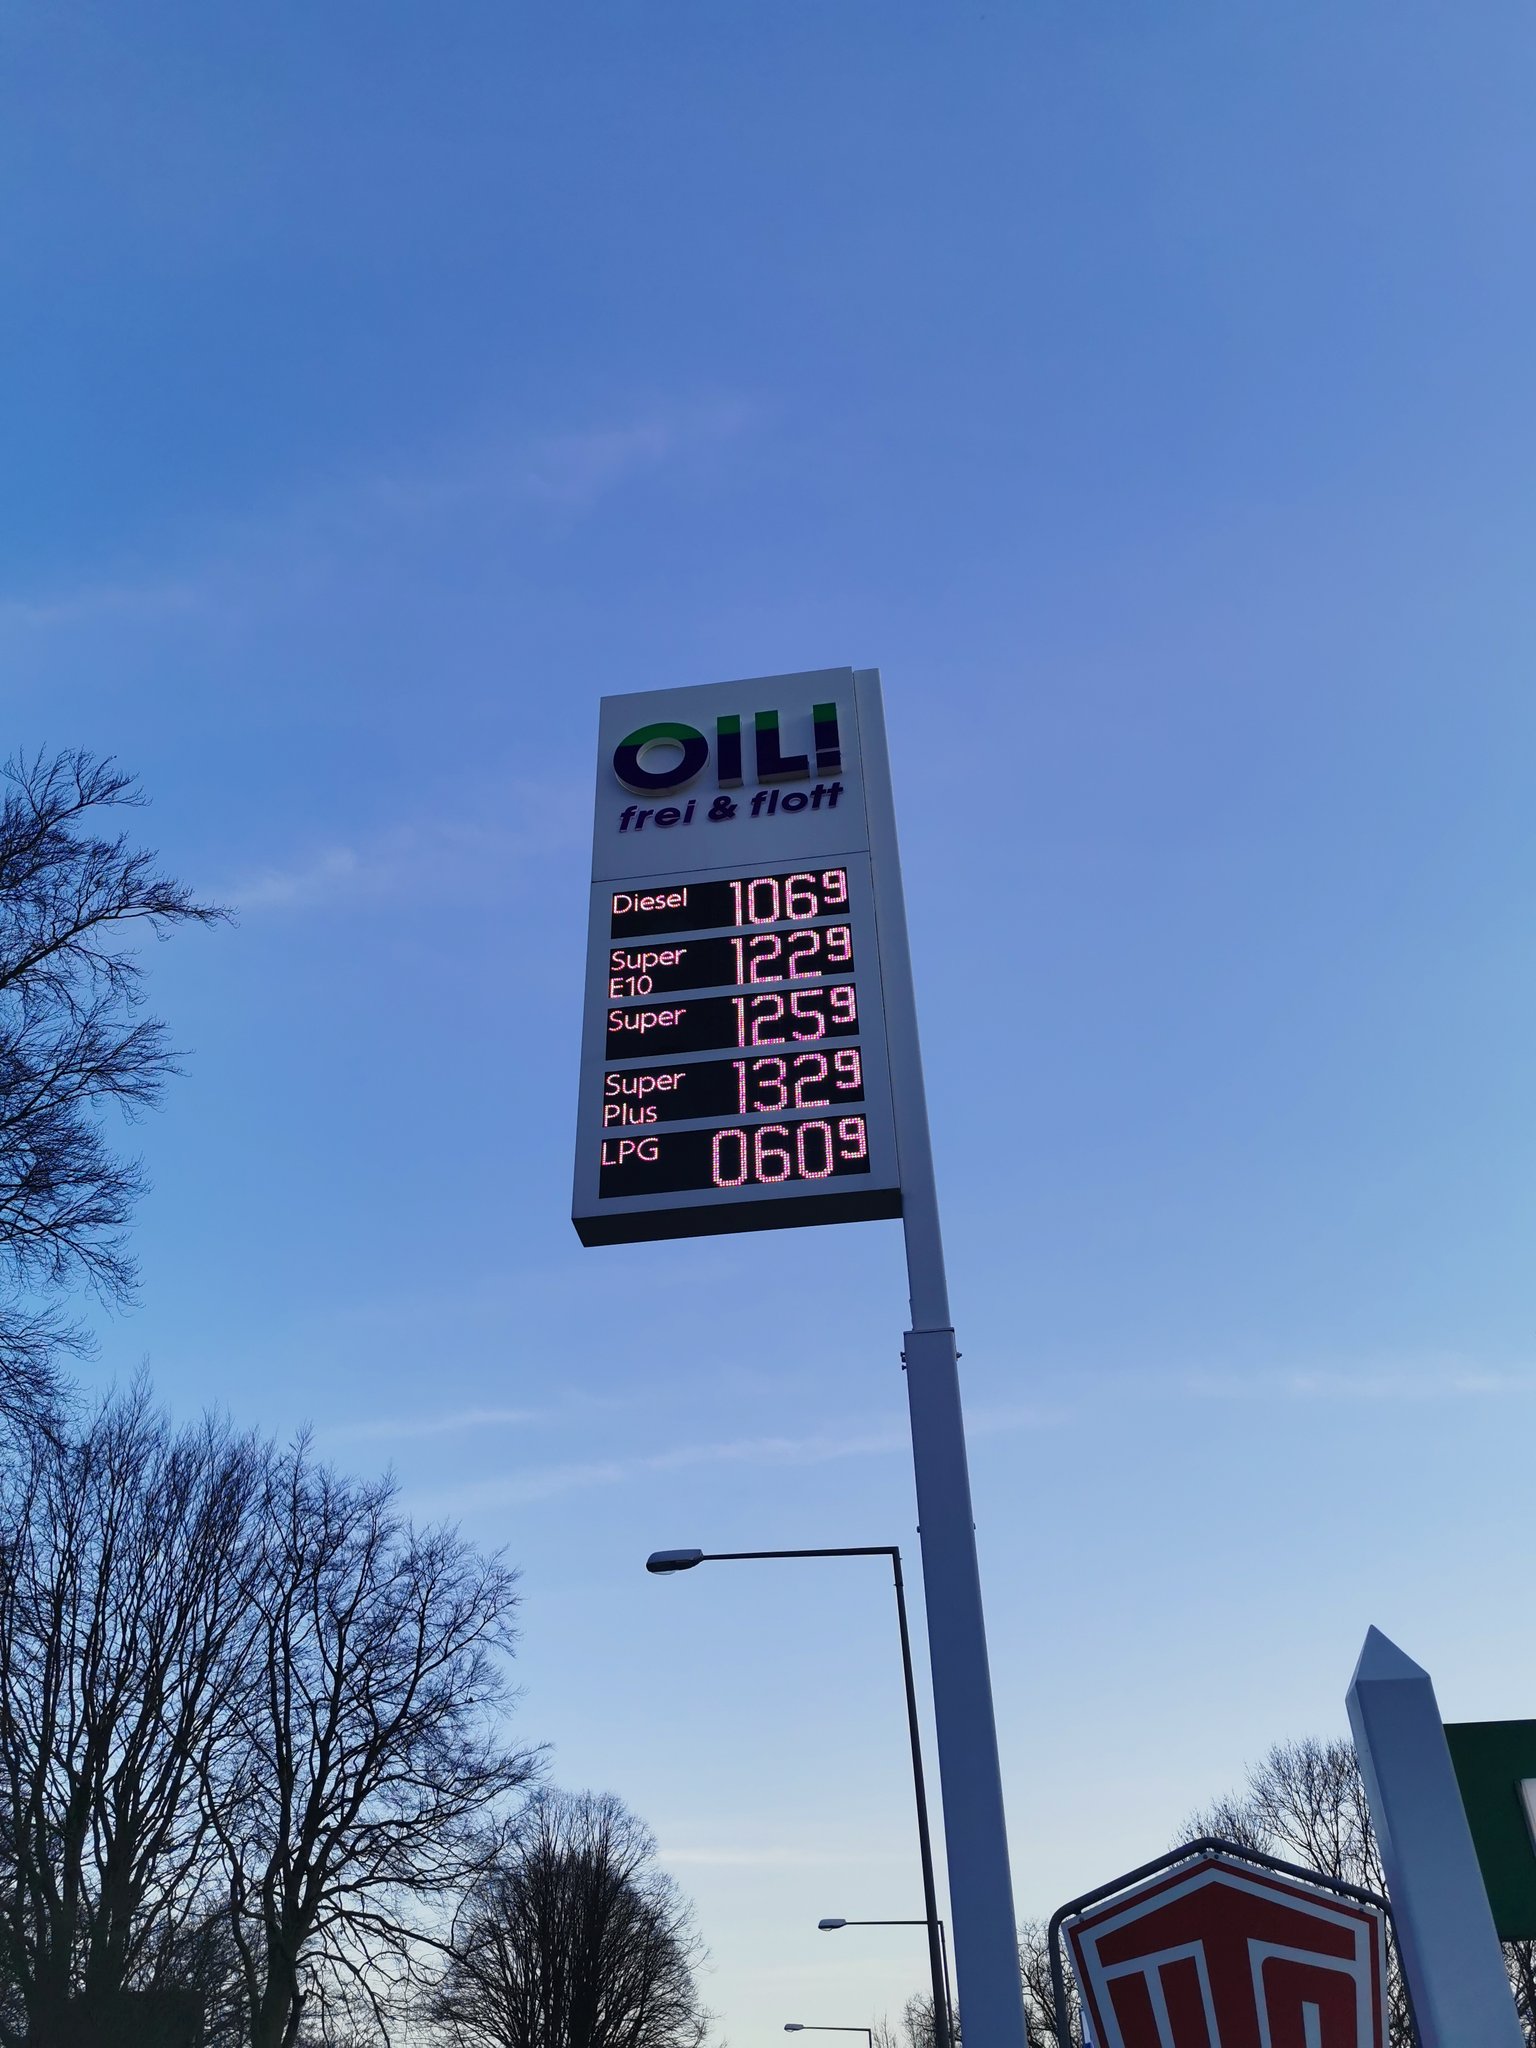 OIL!
frei & flott
Diesel 106⁹
Super 122⁹
E10
Super 125⁹
Super 132⁹
Plus
LPG 060⁹